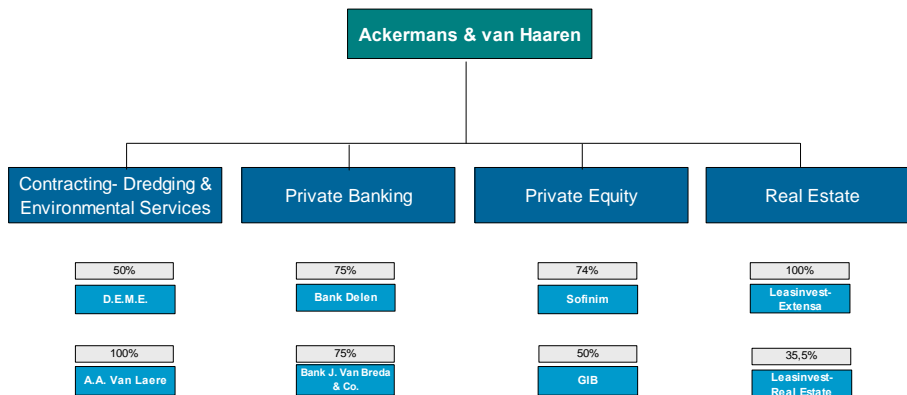 Ackermans & van Haaren
Contracting- Dredging &
Environmental Services
Private Banking
Private Equity
Real Estate
50%
D.E.M.E.
75%
Bank Delen
74%
Sofinim
100%
Leasinvest-
Extensa
100%
A.A. Van Laere
75%
Bank J. Van Breda
& Co.
50%
GIB
35,5%
Leasinvest-
Real Estate